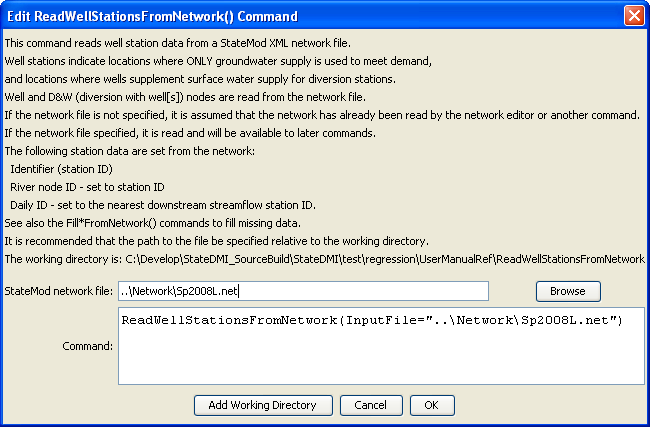 Edit ReadWellStationsFromNetwork() Command
This command reads well station data from a StateMod XML network file.
Well stations indicate locations where ONLY groundwater supply is used to meet demand,
and locations where wells supplement surface water supply for diversion stations.
Well and D&W (diversion with well[s]) nodes are read from the network file.
If the network file is not specified, it is assumed that the network has already been read by the network editor or another command.
If the network file specified, it is read and will be available to later commands.
The following station data are set from the network:
Identifier (station ID)
River node ID - set to station ID
Daily ID - set to the nearest downstream streamflow station ID.
See also the Fill*FromNetwork() commands to fill missing data.
It is recommended that the path to the file be specified relative to the working directory.
The working directory is: C:\Develop\StateDMI_SourceBuild\StateDMI\test\regression\UserManualRef\ReadWellStationsFromNetwork
StateMod network file: ..\Network\Sp2008L.net Browse
ReadWellStationsFromNetwork(InputFile="..\Network\Sp2008L.net")
Command:
Add Working Directory Cancel OK